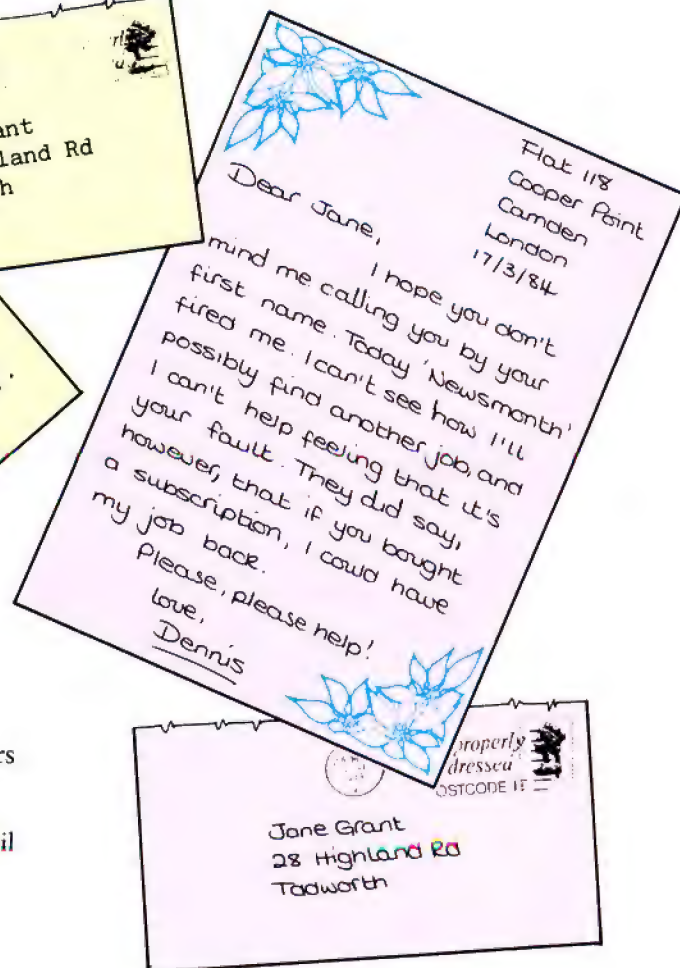 ant
land Rd
h
Flat 118
Cooper Point
Camden
London
17/3/84
Dear Jane,
I hope you don't
mind me calling you by your
first name. Today 'Newsmonth'
fired me. I can't see how I'll
possibly find another job, and
I can't help feeling that it's
your fault. They did say,
however, that if you bought
a subscription, I could have
my job back.
Please, please help!
Love,
Dennis
rs
il
properly
dressed
OSTCODE IT
Jane Grant
28 Highland Rd
Tadworth